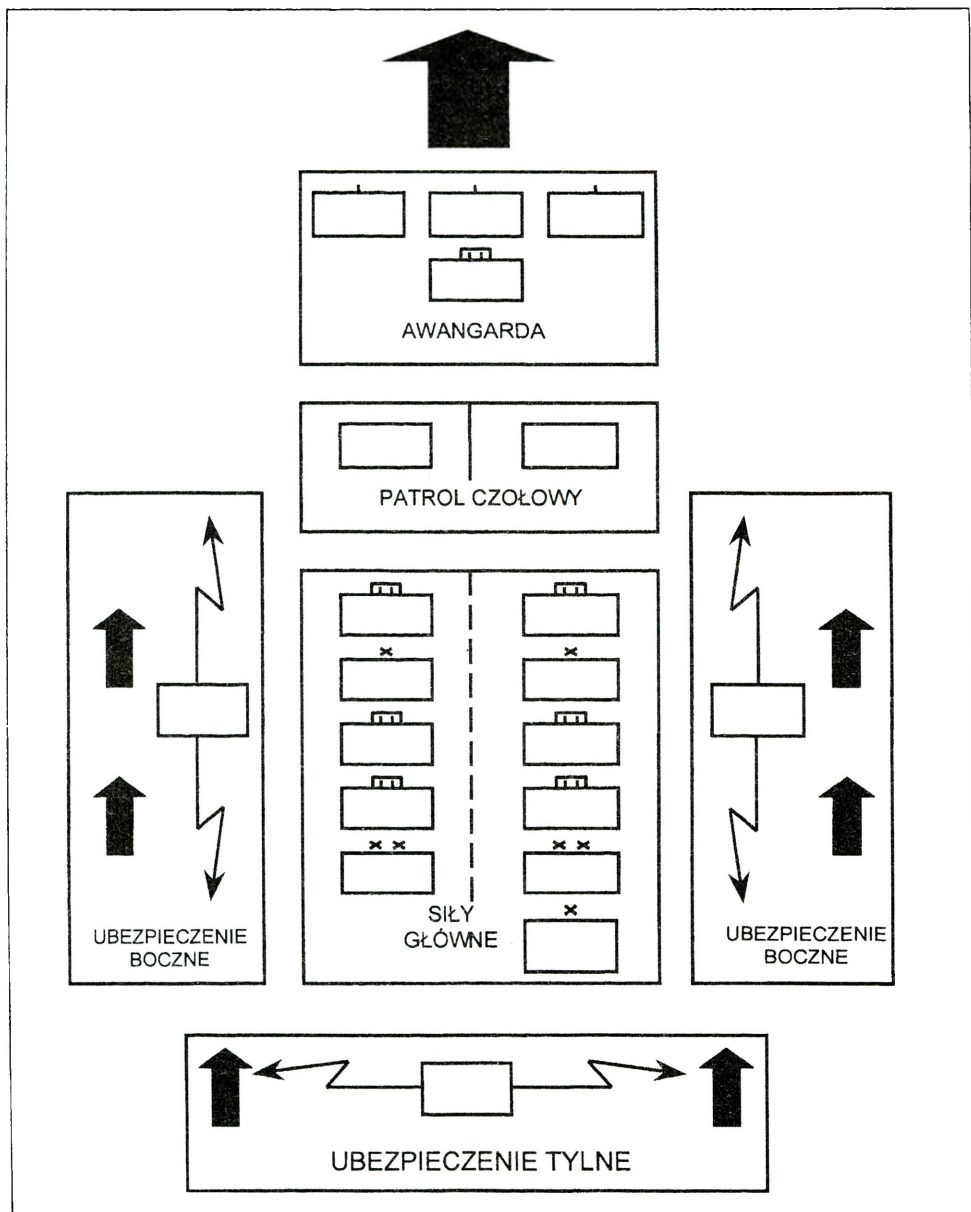 AWANGARDA
PATROL CZOŁOWY
SIŁY
GŁÓWNE
UBEZPIECZENIE
BOCZNE
UBEZPIECZENIE
BOCZNE
UBEZPIECZENIE TYLNE